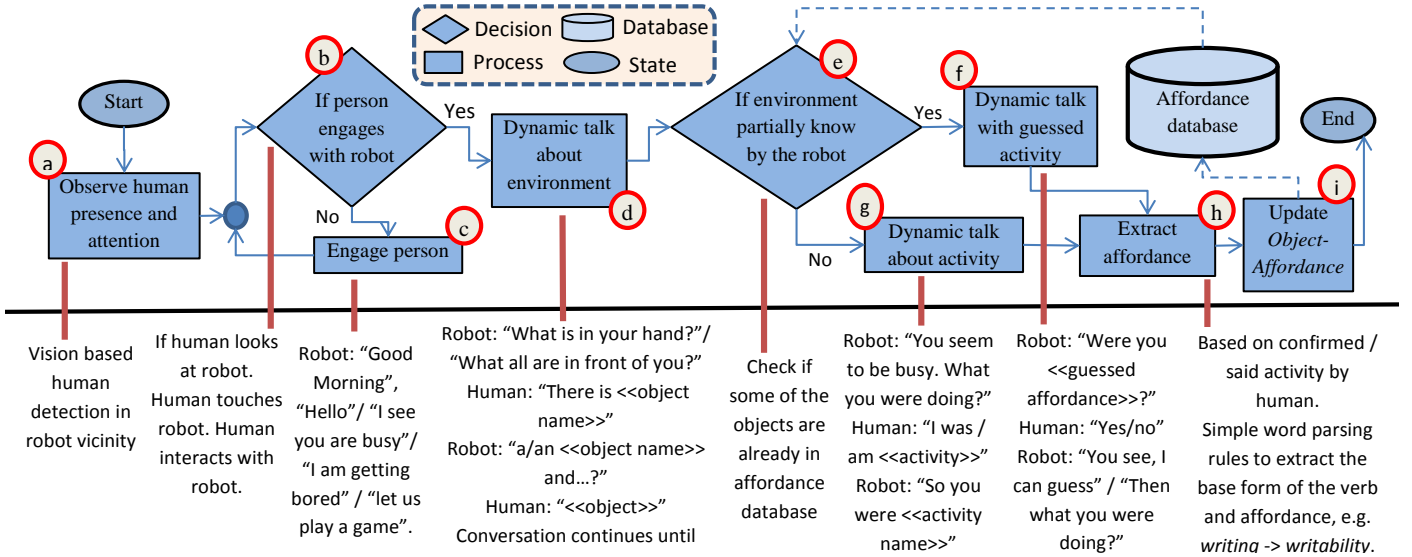 Decision
Database
Process
State
Start
a
Observe human
presence and
attention
b
If person
engages
with robot
Yes
No
c
Engage person
Dynamic talk
about
environment
d
e
If environment
partially know
by the robot
Yes
No
f
Dynamic talk
with guessed
activity
g
Dynamic talk
about activity
Affordance
database
h
Extract
affordance
i
Update
Object-
Affordance
End
Vision based
human
detection in
robot vicinity
If human looks
at robot.
Human touches
robot. Human
interacts with
robot.
Robot: “Good
Morning”,
“Hello”/ “I see
you are busy”/
“I am getting
bored” / “let us
play a game”.
Robot: “What is in your hand?”/
“What all are in front of you?”
Human: “There is <<object
name>>”
Robot: “a/an <<object name>>
and…?”
Human: “<<object>>”
Conversation continues until
Check if
some of the
objects are
already in
affordance
database
Robot: “You seem
to be busy. What
you were doing?”
Human: “I was /
am <<activity>>”
Robot: “So you
were <<activity
name>>”
Robot: “Were you
<<guessed
affordance>>?”
Human: “Yes/no”
Robot: “You see, I
can guess” / “Then
what you were
doing?”
Based on confirmed /
said activity by
human.
Simple word parsing
rules to extract the
base form of the verb
and affordance, e.g.
writing -> writability.